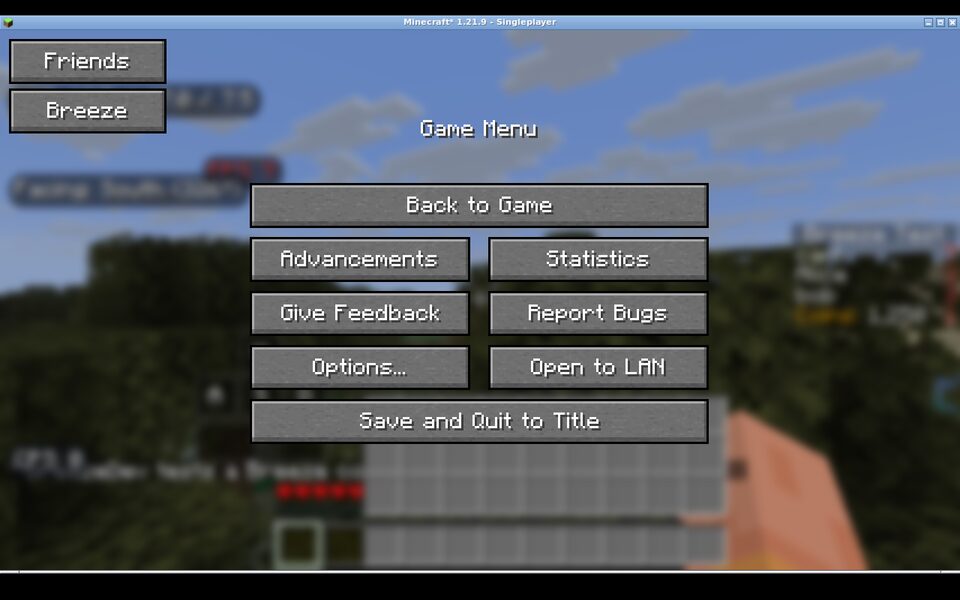 Minecraft* 1.21.9 - Singleplayer
Friends
Breeze
Game Menu
Back to Game
Advancements
Statistics
Give Feedback
Report Bugs
Options...
Open to LAN
Save and Quit to Title